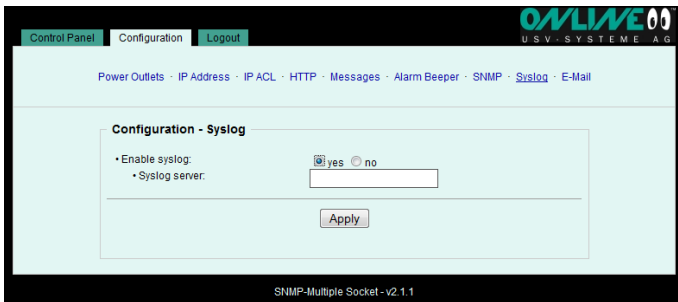 ONLINE
USV-SYSTEME AG
Control Panel Configuration Logout
Power Outlets · IP Address · IP ACL · HTTP · Messages · Alarm Beeper · SNMP · Syslog · E-Mail
Configuration - Syslog
• Enable syslog: yes no
• Syslog server:
Apply
SNMP-Multiple Socket - v2.1.1